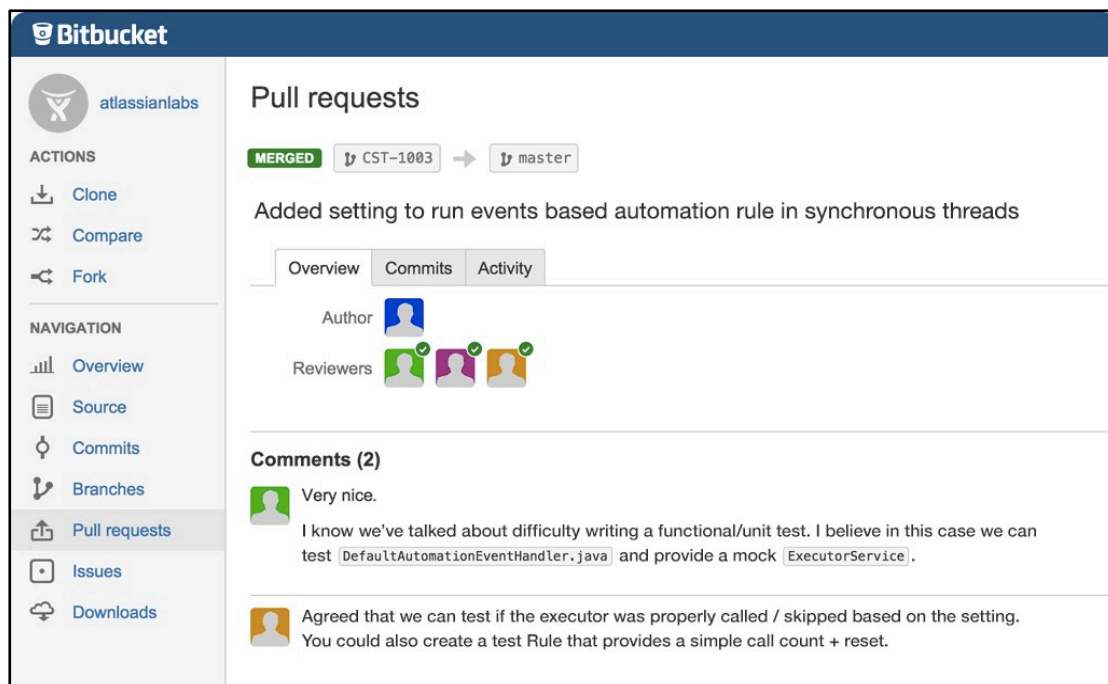 Bitbucket
atlassianlabs
ACTIONS
Clone
Compare
Fork
NAVIGATION
Overview
Source
Commits
Branches
Pull requests
Issues
Downloads
Pull requests
MERGED CST-1003 master
Added setting to run events based automation rule in synchronous threads
Overview Commits Activity
Author
Reviewers
Comments (2)
Very nice.
I know we've talked about difficulty writing a functional/unit test. I believe in this case we can
test DefaultAutomationEventHandler.java and provide a mock ExecutorService.
Agreed that we can test if the executor was properly called / skipped based on the setting.
You could also create a test Rule that provides a simple call count + reset.